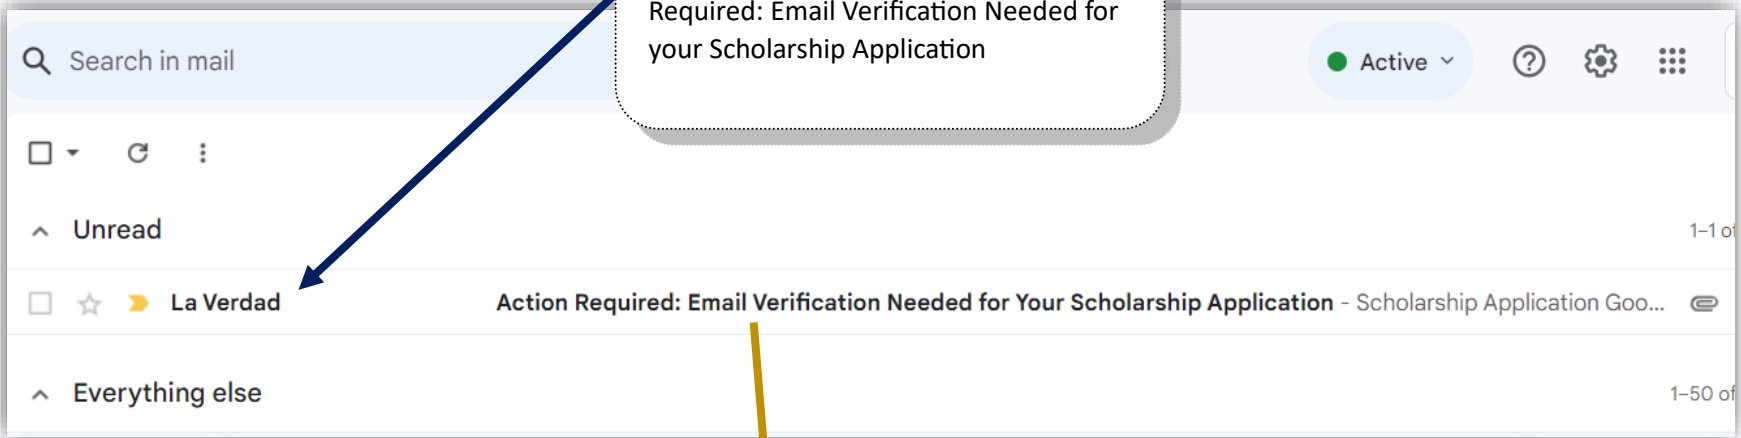 Required: Email Verification Needed for
your Scholarship Application
Search in mail
Active
Unread
1–1 of
La Verdad Action Required: Email Verification Needed for Your Scholarship Application - Scholarship Application Goo...
Everything else
1–50 of